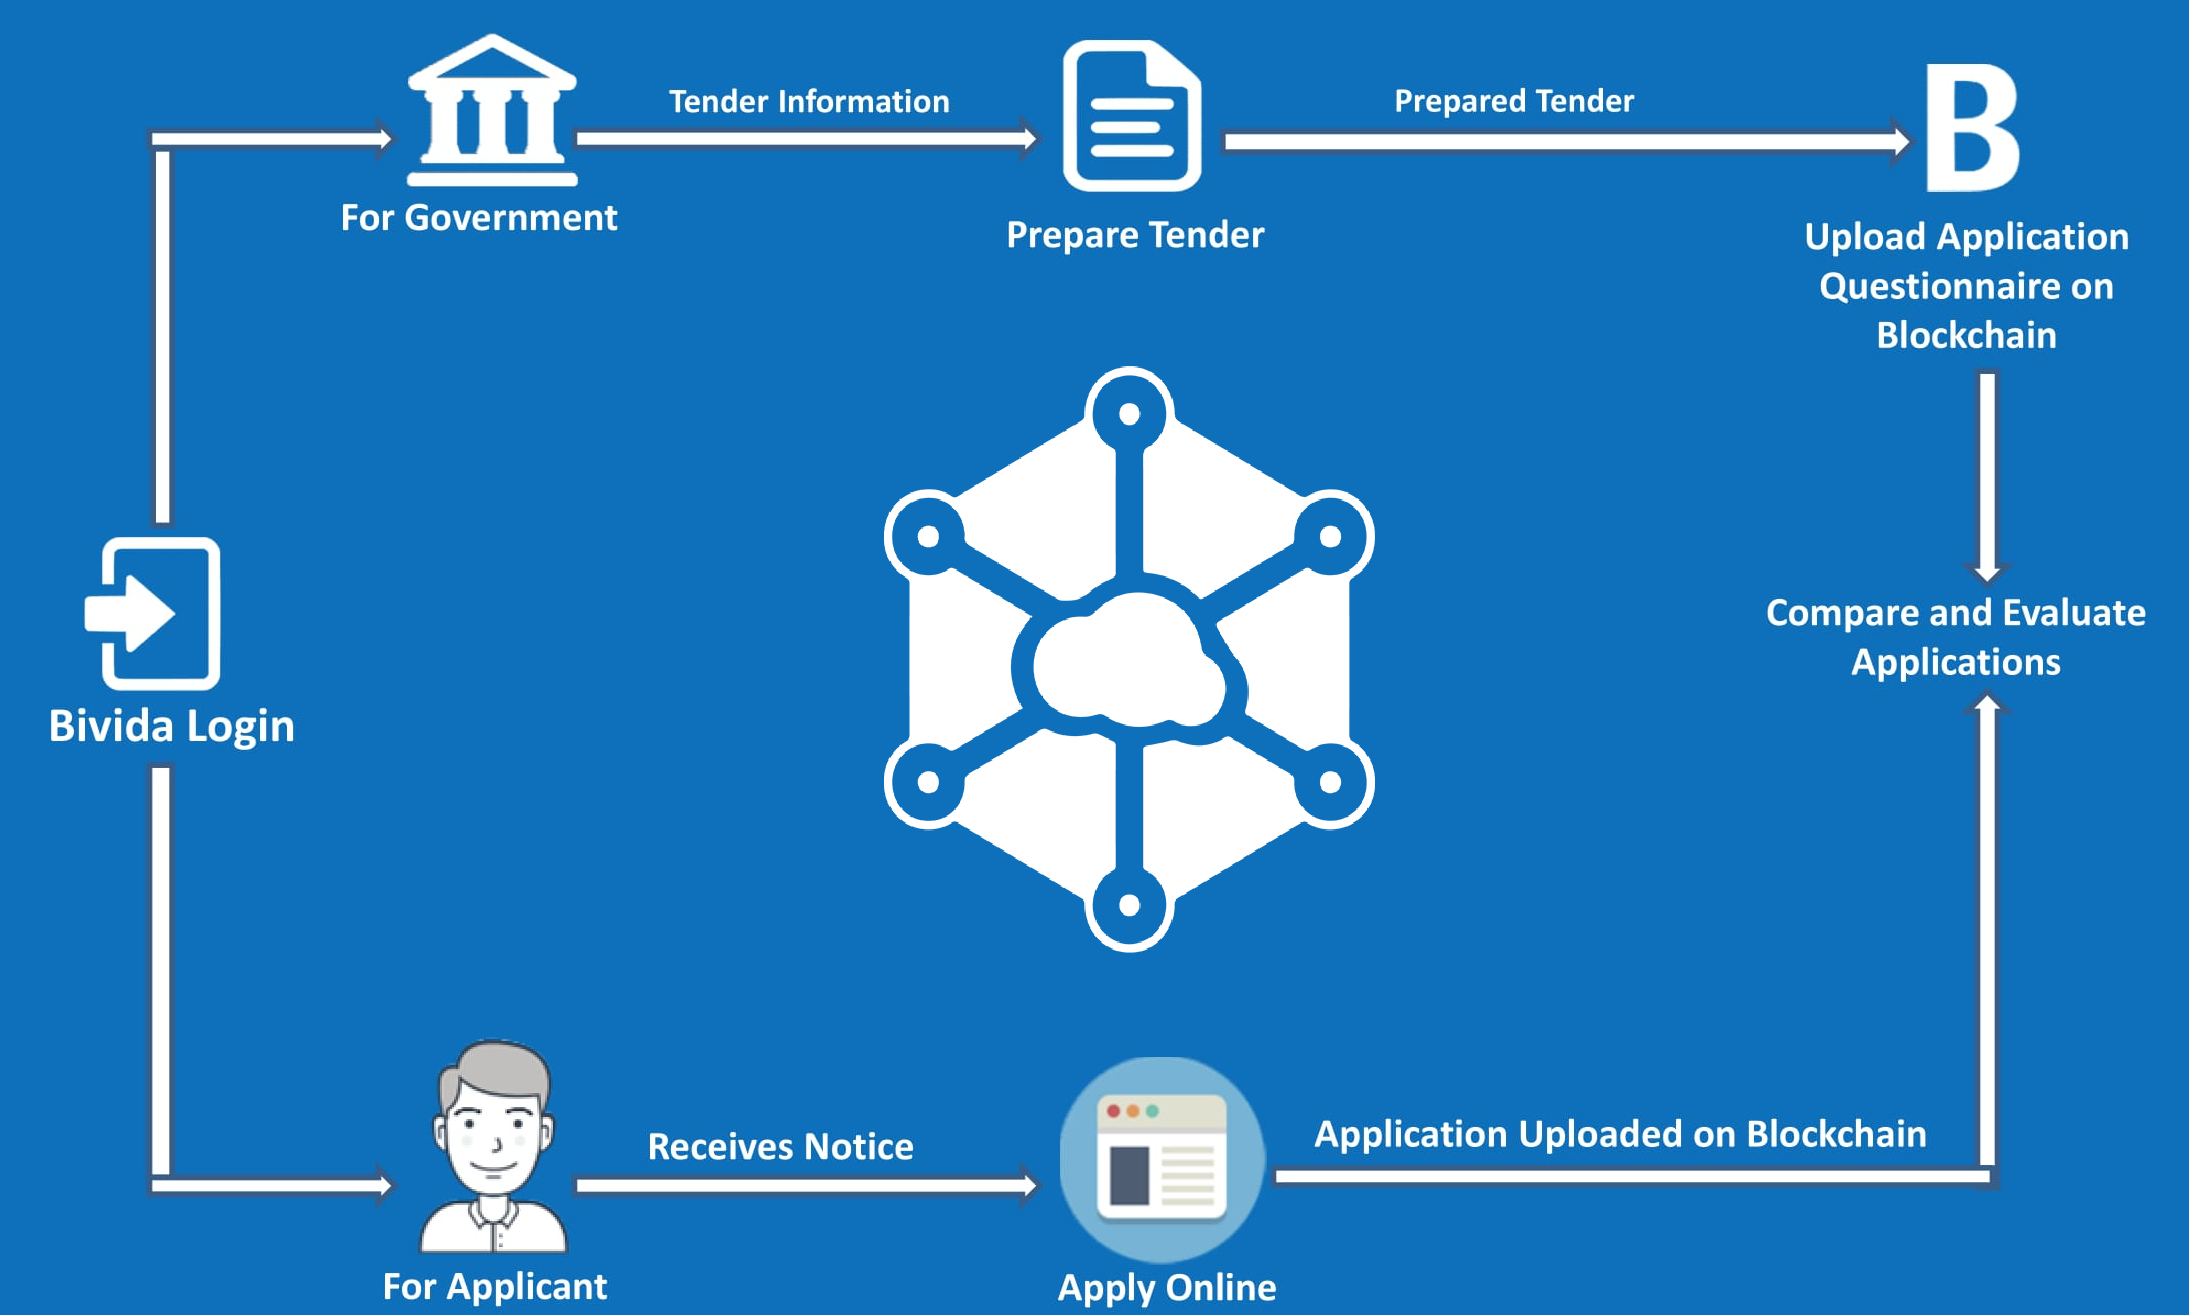 Tender Information
Prepared Tender
B
For Government
Prepare Tender
Upload Application
Questionnaire on
Blockchain
Compare and Evaluate
Applications
Bivida Login
Receives Notice
Application Uploaded on Blockchain
For Applicant
Apply Online